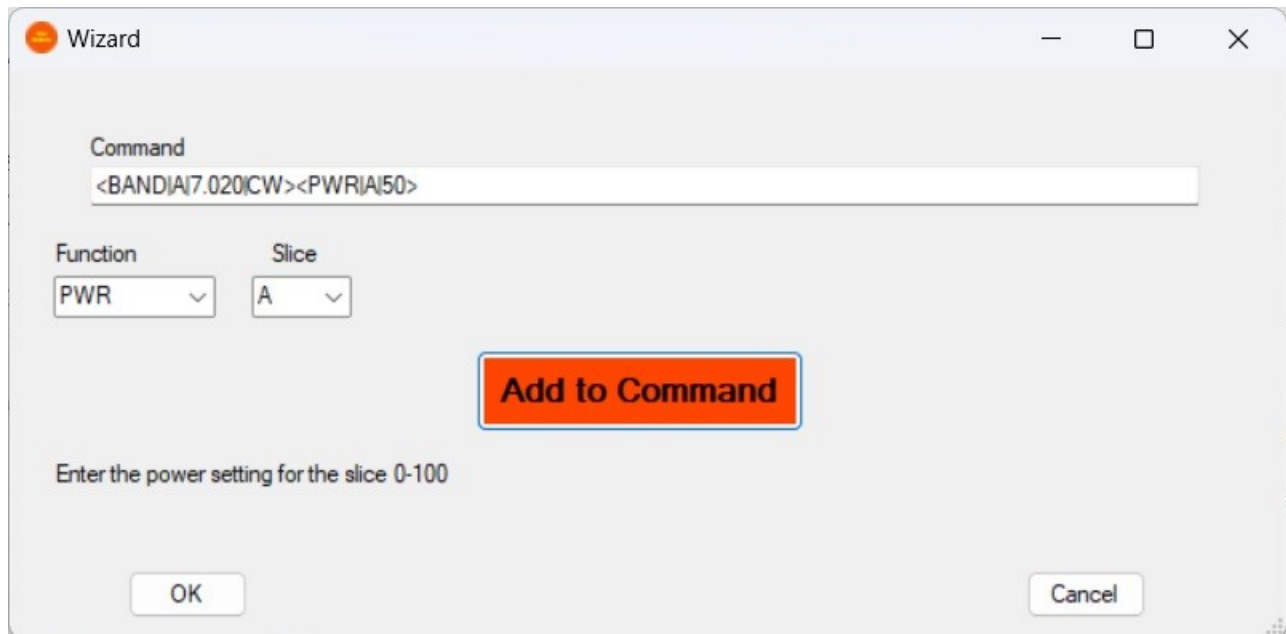 Wizard
Command
<BAND|A|7.020|CW><PWR|A|50>
Function Slice
PWR A
Add to Command
Enter the power setting for the slice 0-100
OK Cancel